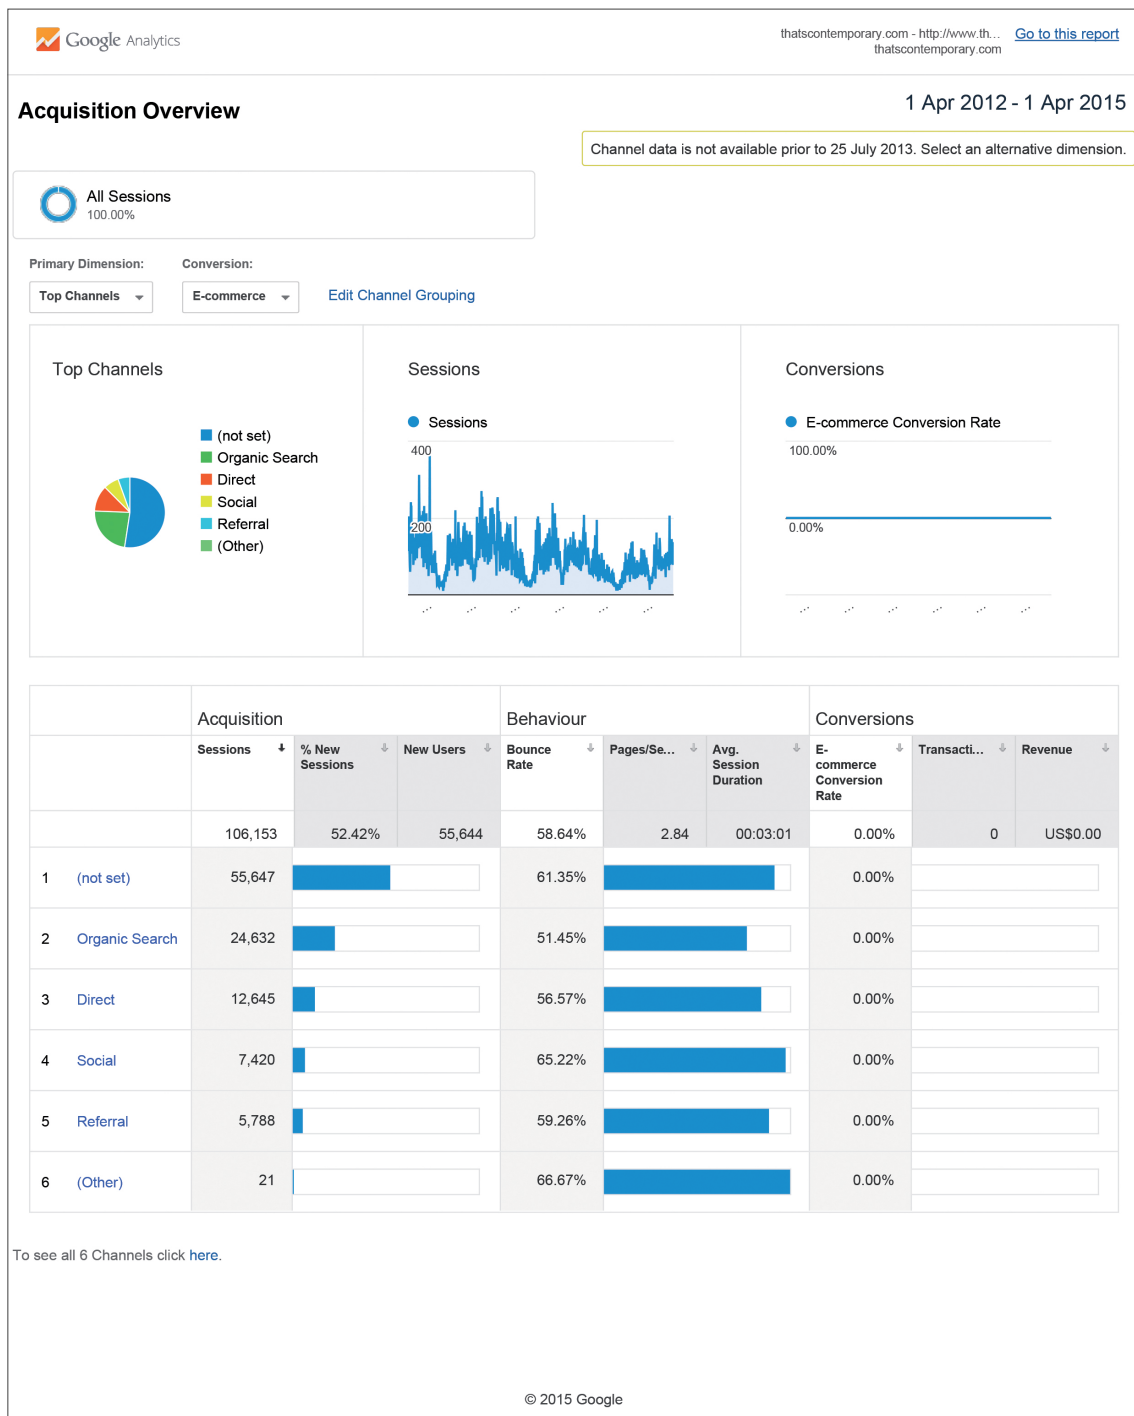 Google Analytics
thatscontemporary.com - http://www.th...
thatscontemporary.com
Go to this report
Acquisition Overview
1 Apr 2012 - 1 Apr 2015
Channel data is not available prior to 25 July 2013. Select an alternative dimension.
All Sessions
100.00%
Primary Dimension:
Conversion:
Top Channels
E-commerce
Edit Channel Grouping
Top Channels
(not set)
Organic Search
Direct
Social
Referral
(Other)
Sessions
Sessions
400
200
...
...
...
...
...
...
Conversions
E-commerce Conversion Rate
100.00%
0.00%
...
...
...
...
...
...
Acquisition
Behaviour
Conversions
Sessions
% New
Sessions
New Users
Bounce
Rate
Pages/Se...
Avg.
Session
Duration
E-
commerce
Conversion
Rate
Transacti...
Revenue
106,153 52.42% 55,644 58.64% 2.84 00:03:01 0.00% 0 US$0.00
1 (not set) 55,647 61.35% 0.00%
2 Organic Search 24,632 51.45% 0.00%
3 Direct 12,645 56.57% 0.00%
4 Social 7,420 65.22% 0.00%
5 Referral 5,788 59.26% 0.00%
6 (Other) 21 66.67% 0.00%
To see all 6 Channels click here.
© 2015 Google